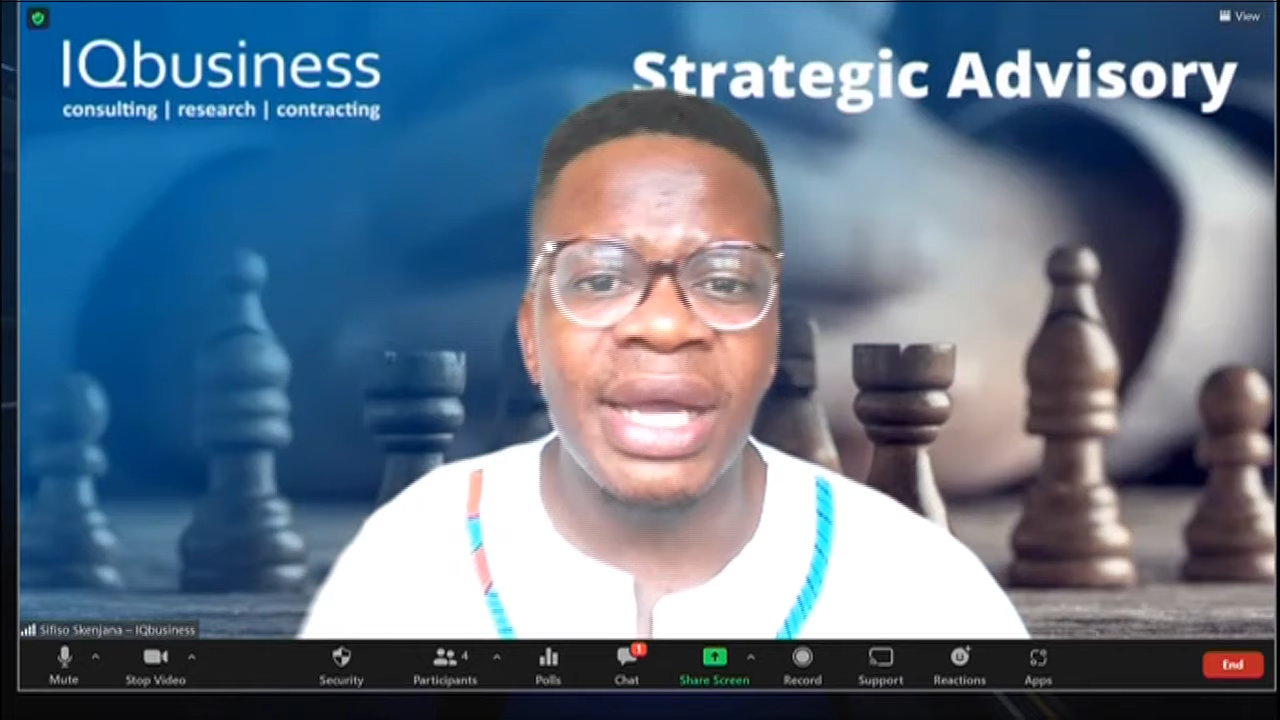 View
IQbusiness
consulting | research | contracting
Strategic Advisory
Sifiso Skenjana – IQbusiness
Mute
Stop Video
Security
4
Participants
Polls
1
Chat
Share Screen
Record
Support
Reactions
Apps
End